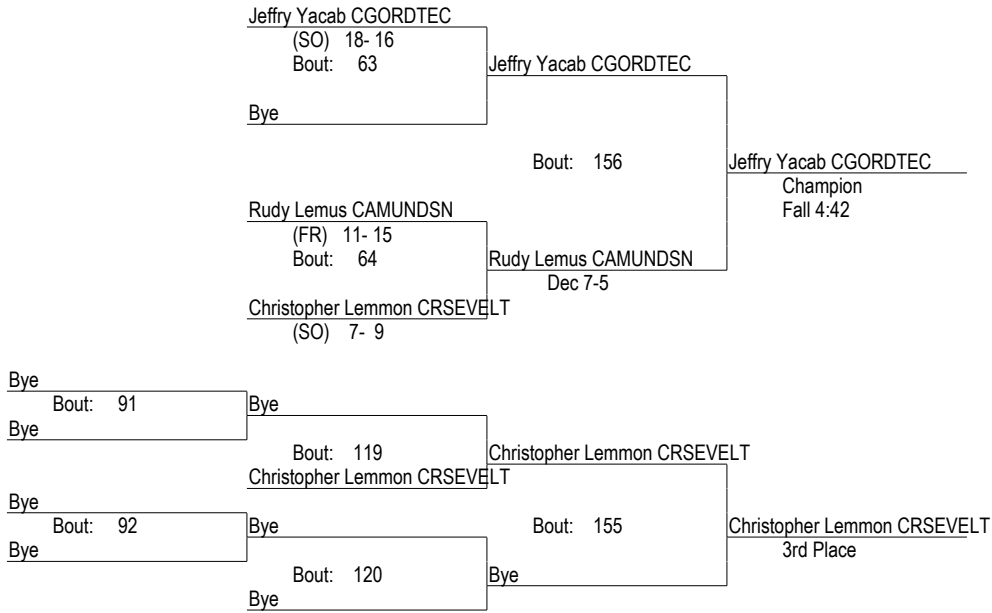 Jeffry Yacab CGORDTEC
(SO) 18- 16
Bout: 63
Jeffry Yacab CGORDTEC
Bye
Bout: 156
Jeffry Yacab CGORDTEC
Champion
Fall 4:42
Rudy Lemus CAMUNDSN
(FR) 11- 15
Bout: 64
Rudy Lemus CAMUNDSN
Dec 7-5
Christopher Lemmon CRSEVELT
(SO) 7- 9
Bye
Bout: 91
Bye
Bye
Bout: 119
Christopher Lemmon CRSEVELT
Christopher Lemmon CRSEVELT
Bye
Bout: 92
Bye
Bye
Bout: 155
Christopher Lemmon CRSEVELT
3rd Place
Bout: 120
Bye
Bye